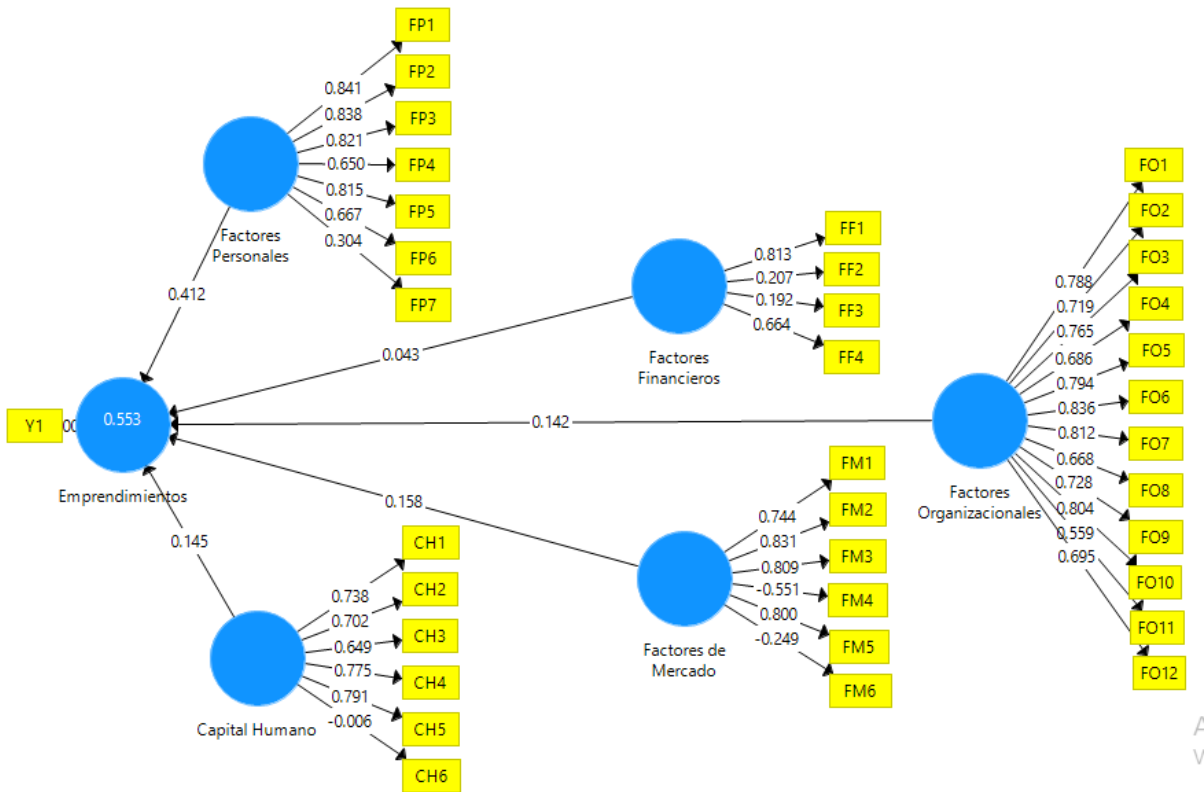 FP1
FP2
FP3
FP4
FP5
FP6
FP7
0.841
0.838
0.821
0.650
0.815
0.667
0.304
Factores
Personales
0.412
FF1
FF2
FF3
FF4
0.813
0.207
0.192
0.664
Factores
Financieros
0.043
FO1
FO2
FO3
FO4
FO5
FO6
FO7
FO8
FO9
FO10
FO11
FO12
0.788
0.719
0.765
0.686
0.794
0.836
0.812
0.668
0.728
0.804
0.559
0.695
Factores
Organizacionales
0.142
Y1
0.553
Emprendimientos
FM1
FM2
FM3
FM4
FM5
FM6
0.744
0.831
0.809
-0.551
0.800
-0.249
Factores de
Mercado
0.158
CH1
CH2
CH3
CH4
CH5
CH6
0.738
0.702
0.649
0.775
0.791
-0.006
Capital Humano
0.145